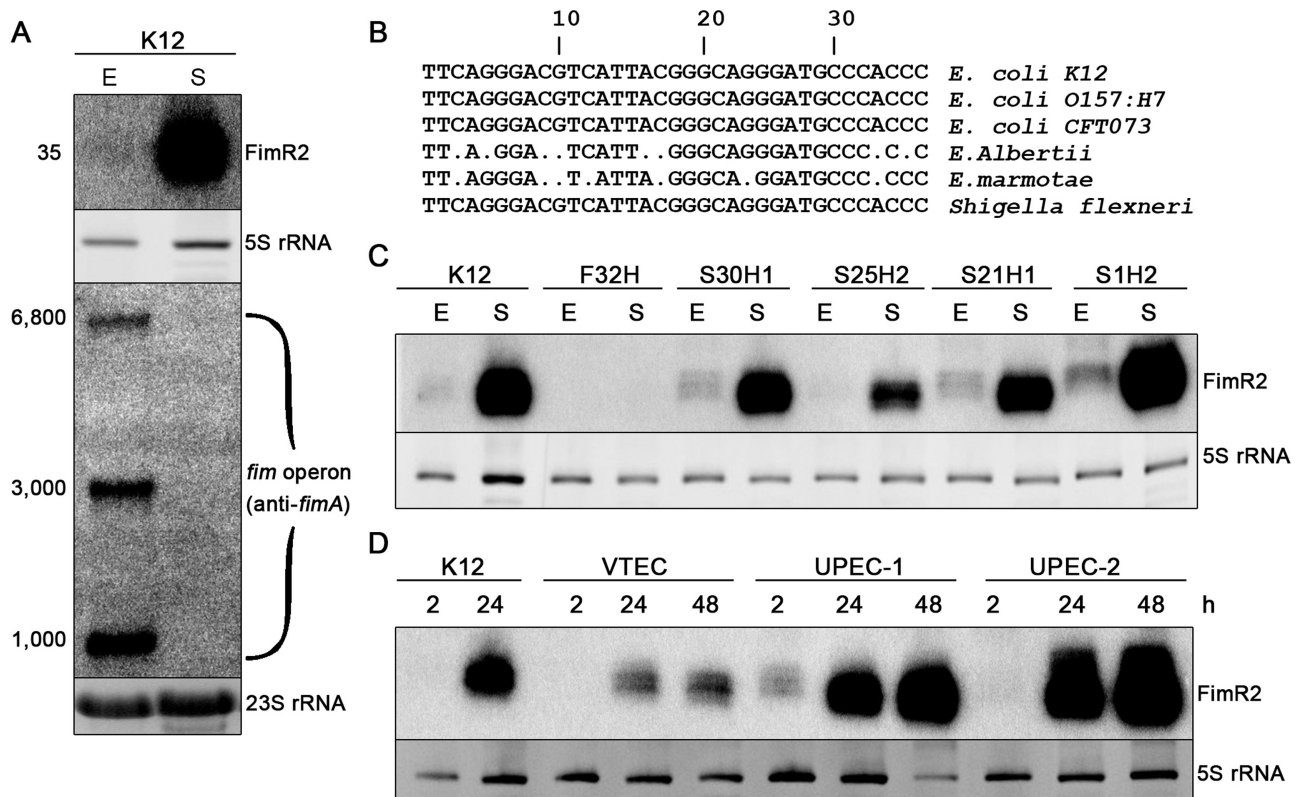 A
K12
E S
35 FimR2
5S rRNA
6,800
3,000
fim operon
(anti-fimA)
1,000
23S rRNA
B
10 20 30
TTCAGGGACGTCATTACGGGCAGGGATGCCCACCC E. coli K12
TTCAGGGACGTCATTACGGGCAGGGATGCCCACCC E. coli O157:H7
TTCAGGGACGTCATTACGGGCAGGGATGCCCACCC E. coli CFT073
TT.A.GGA..TCATT..GGGCAGGGATGCCC.C.C E.Albertii
TT.AGGGA..T.ATTA.GGGCA.GGATGCCC.CCC E.marmotae
TTCAGGGACGTCATTACGGGCAGGGATGCCCACCC Shigella flexneri
C
K12 F32H S30H1 S25H2 S21H1 S1H2
E S E S E S E S E S E S
FimR2
5S rRNA
D
K12 VTEC UPEC-1 UPEC-2
2 24 2 24 48 2 24 48 2 24 48 h
FimR2
5S rRNA